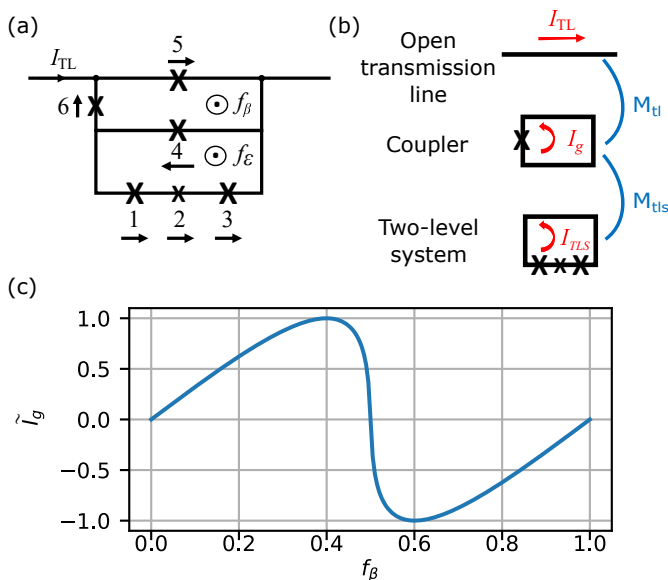 (a)
I_TL
5
6
f_β
4
f_ε
1 2 3
(b)
I_TL
Open
transmission
line
M_tl
Coupler
I_g
M_tls
Two-level
system
I_TLS
(c)
1.0
0.5
0.0
−0.5
−1.0
Ĩ_g
0.0 0.2 0.4 0.6 0.8 1.0
f_β